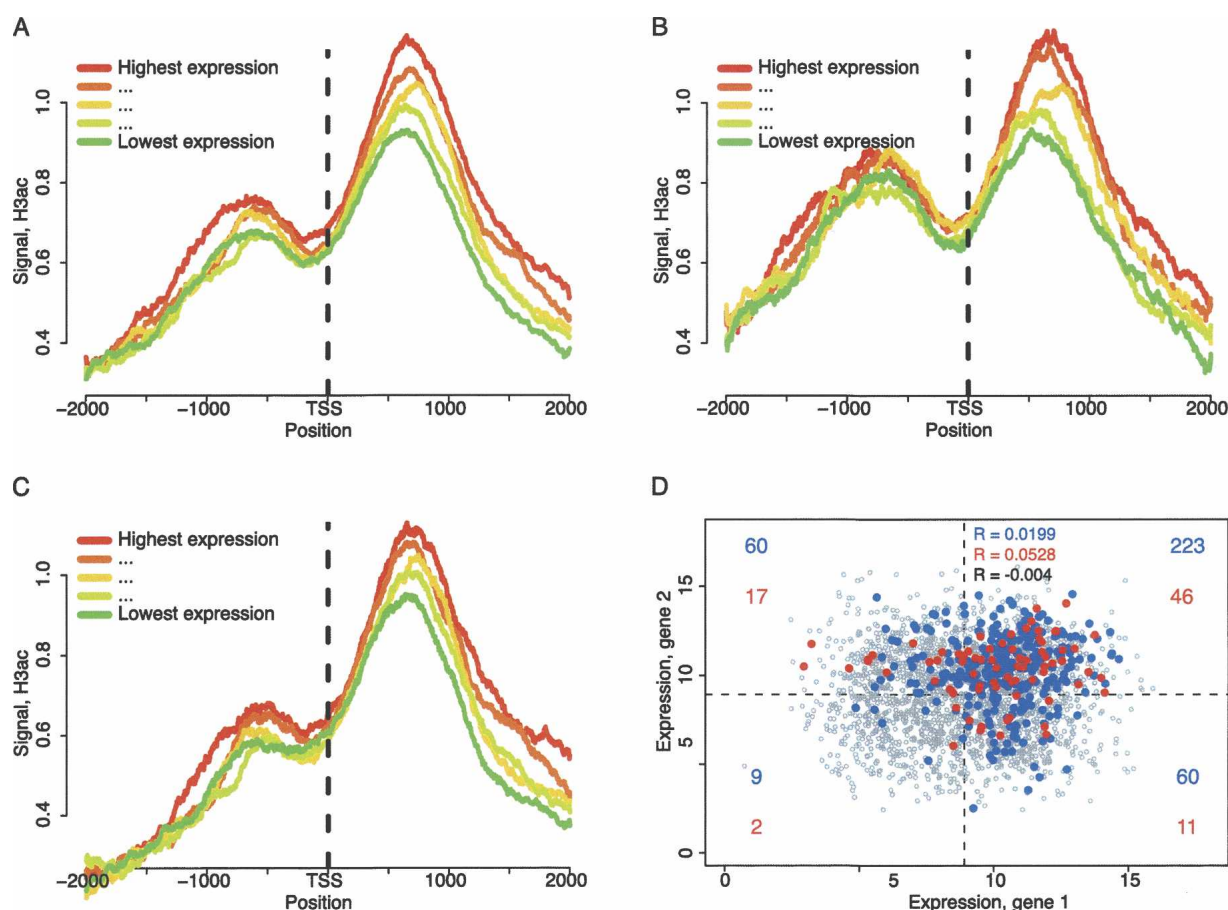 A
Highest expression
...
...
...
Lowest expression
Signal, H3ac
1.0
0.8
0.6
0.4
−2000
−1000
TSS
1000
2000
Position
B
Highest expression
...
...
...
Lowest expression
Signal, H3ac
1.0
0.8
0.6
0.4
−2000
−1000
TSS
1000
2000
Position
C
Highest expression
...
...
...
Lowest expression
Signal, H3ac
1.0
0.8
0.6
0.4
−2000
−1000
TSS
1000
2000
Position
D
60
R = 0.0199
223
R = 0.0528
R = -0.004
17
46
9
60
2
11
Expression, gene 2
15
10
5
0
0
5
10
15
Expression, gene 1